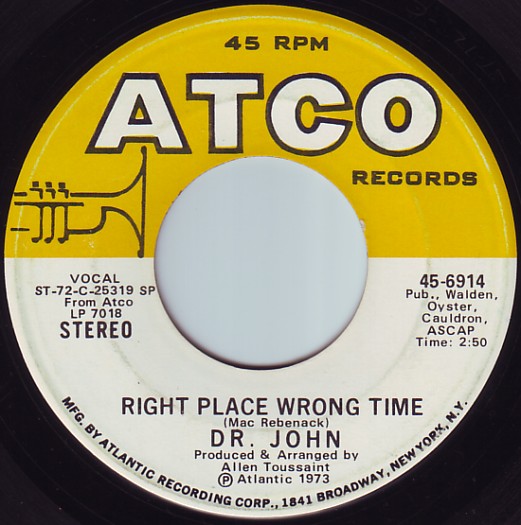 45 RPM
ATCO
RECORDS
VOCAL
ST-72-C-25319 SP
From Atco
LP 7018
STEREO
45-6914
Pub., Walden,
Oyster,
Cauldron,
ASCAP
Time: 2:50
RIGHT PLACE WRONG TIME
(Mac Rebenack)
DR. JOHN
Produced & Arranged by
Allen Toussaint
Ⓟ Atlantic 1973
MFG. BY ATLANTIC RECORDING CORP., 1841 BROADWAY, NEW YORK, N.Y.